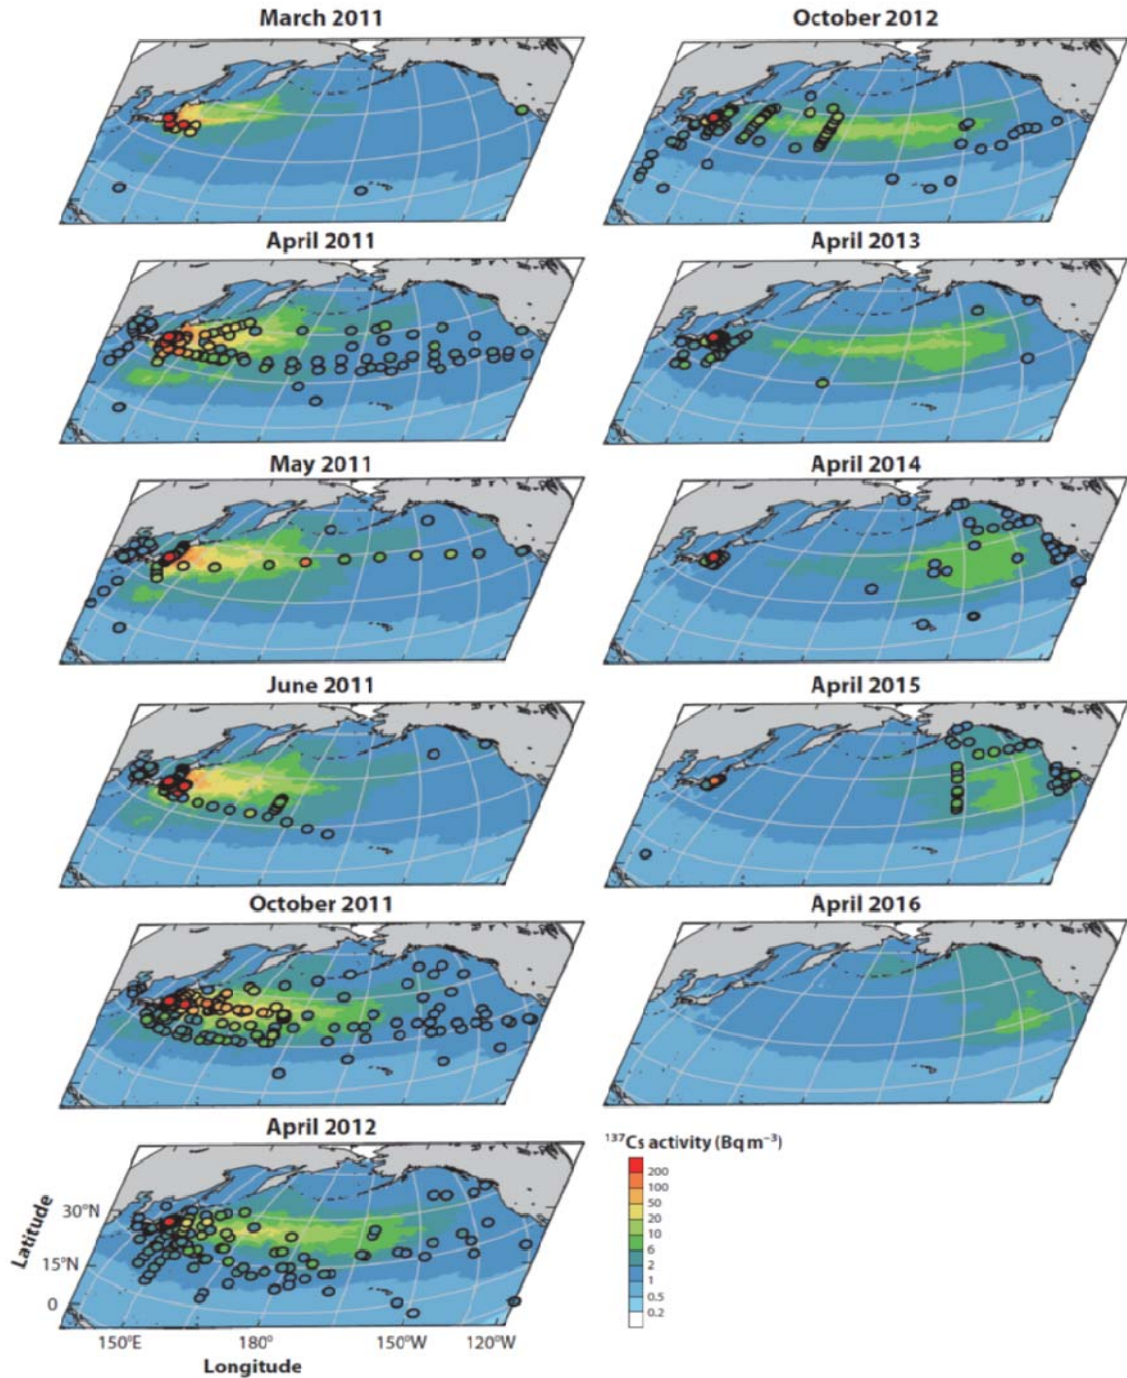 March 2011
October 2012
April 2011
April 2013
May 2011
April 2014
June 2011
April 2015
October 2011
April 2016
April 2012
¹³⁷Cs activity (Bq m⁻³)
200
100
50
20
10
6
2
1
0.5
0.2
Latitude
30°N
15°N
0
150°E
180°
150°W
120°W
Longitude